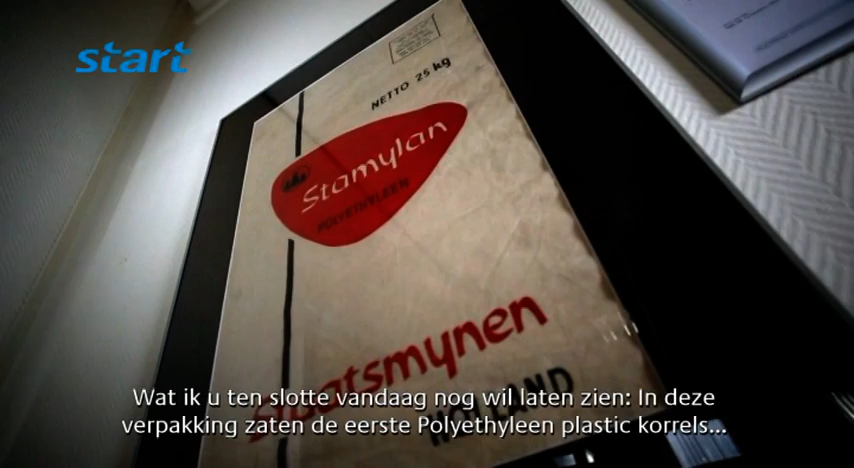 start
NETTO 25 kg
Stamylan
POLYETHYLEEN
Staatsmynen
HOLLAND
Wat ik u ten slotte vandaag nog wil laten zien: In deze
verpakking zaten de eerste Polyethyleen plastic korrels...